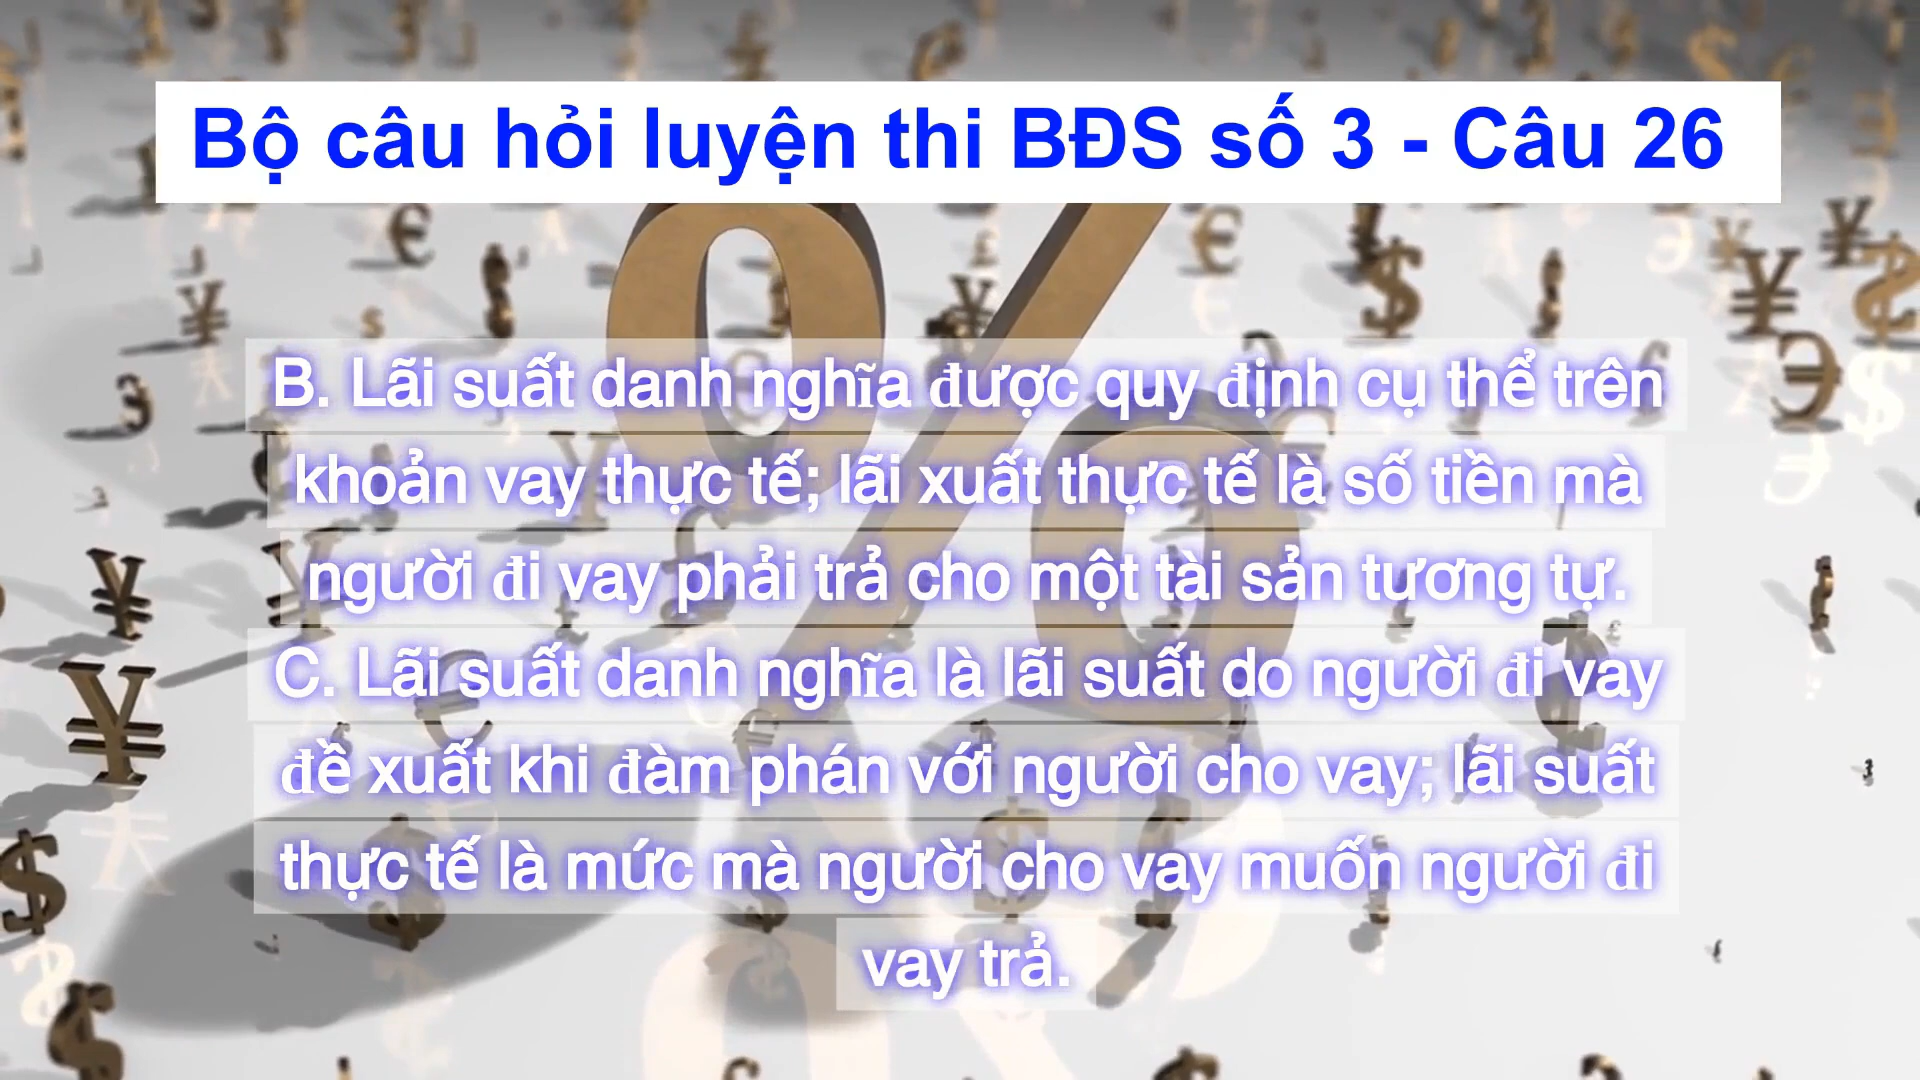 Bộ câu hỏi luyện thi BĐS số 3 - Câu 26
B. Lãi suất danh nghĩa được quy định cụ thể trên
khoản vay thực tế; lãi xuất thực tế là số tiền mà
người đi vay phải trả cho một tài sản tương tự.
C. Lãi suất danh nghĩa là lãi suất do người đi vay
đề xuất khi đàm phán với người cho vay; lãi suất
thực tế là mức mà người cho vay muốn người đi
vay trả.